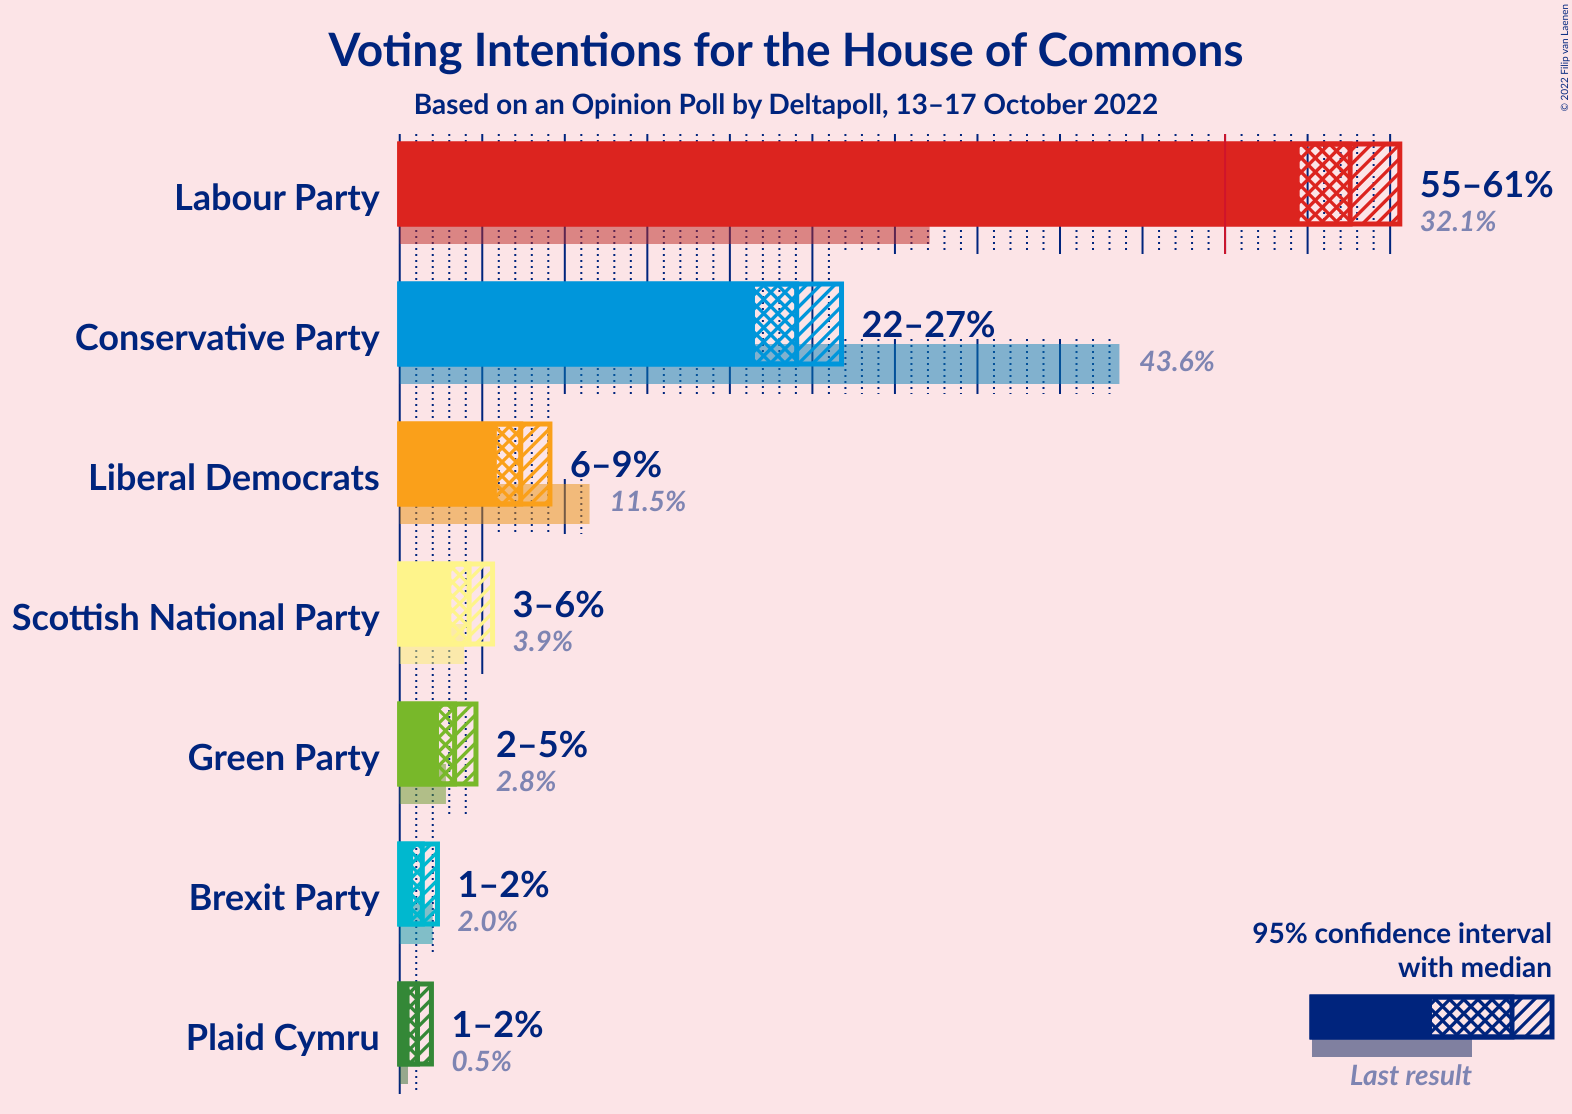 Voting Intentions for the House of Commons
Based on an Opinion Poll by Deltapoll, 13–17 October 2022
© 2022 Filip van Laenen
Labour Party
55–61%
32.1%
Conservative Party
22–27%
43.6%
Liberal Democrats
6–9%
11.5%
Scottish National Party
3–6%
3.9%
Green Party
2–5%
2.8%
Brexit Party
1–2%
2.0%
Plaid Cymru
1–2%
0.5%
95% confidence interval
with median
Last result